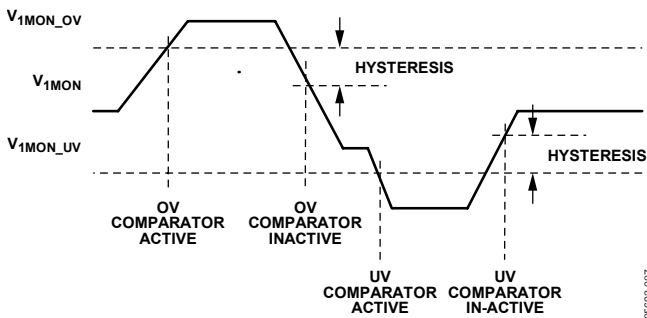 V1MON_OV
HYSTERESIS
V1MON
V1MON_UV
HYSTERESIS
OV
COMPARATOR
ACTIVE
OV
COMPARATOR
INACTIVE
UV
COMPARATOR
ACTIVE
UV
COMPARATOR
IN-ACTIVE